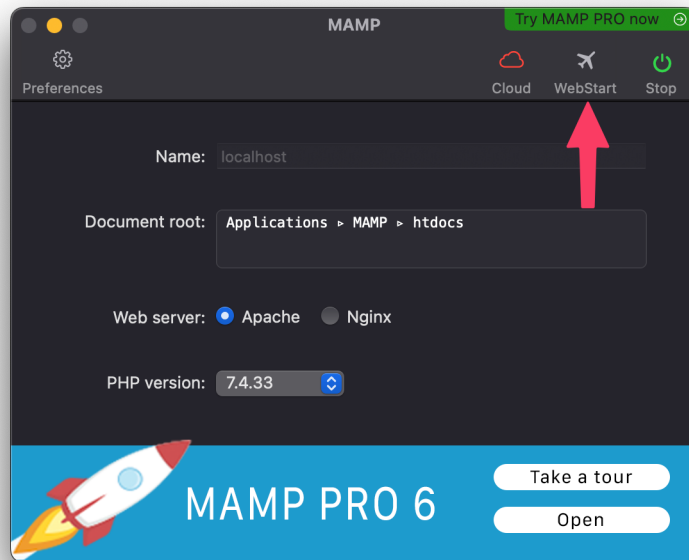 MAMP
Try MAMP PRO now
Preferences
Cloud WebStart Stop
Name: localhost
Document root: Applications ▸ MAMP ▸ htdocs
Web server: Apache Nginx
PHP version: 7.4.33
MAMP PRO 6
Take a tour
Open